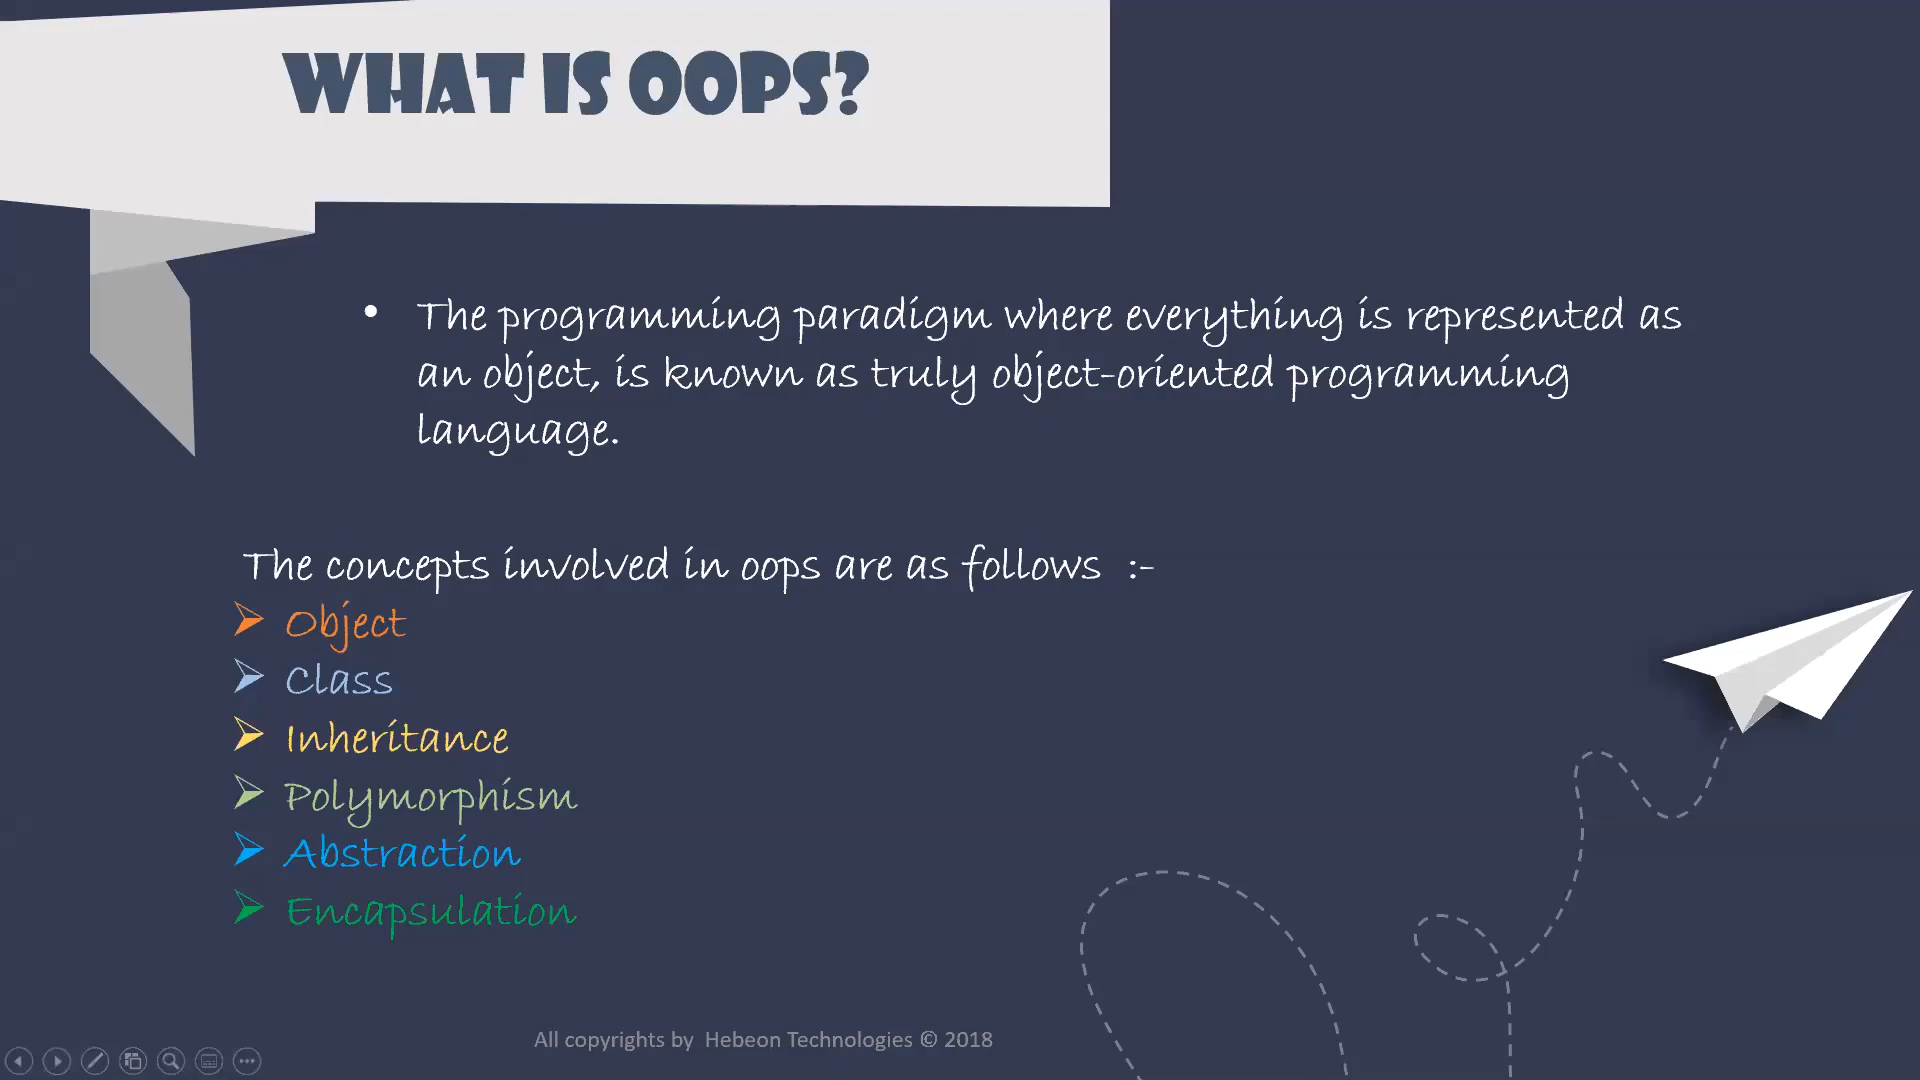 WHAT IS OOPS?
• The programming paradigm where everything is represented as
an object, is known as truly object-oriented programming
language.
The concepts involved in oops are as follows :-
➢ Object
➢ Class
➢ Inheritance
➢ Polymorphism
➢ Abstraction
➢ Encapsulation
All copyrights by Hebeon Technologies © 2018